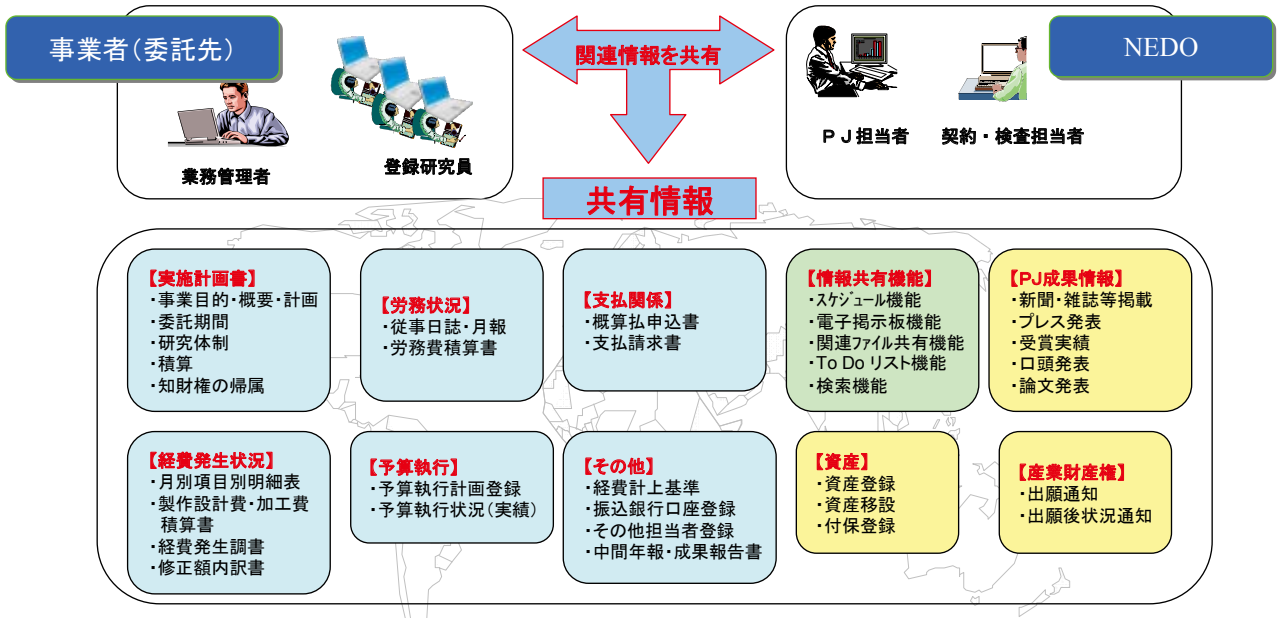 事業者(委託先)
関連情報を共有
NEDO
業務管理者
登録研究員
PJ担当者
契約・検査担当者
共有情報
【実施計画書】
・事業目的・概要・計画
・委託期間
・研究体制
・積算
・知財権の帰属
【労務状況】
・従事日誌・月報
・労務費積算書
【支払関係】
・概算払申込書
・支払請求書
【情報共有機能】
・スケジュール機能
・電子掲示板機能
・関連ファイル共有機能
・To Do リスト機能
・検索機能
【PJ成果情報】
・新聞・雑誌等掲載
・プレス発表
・受賞実績
・口頭発表
・論文発表
【経費発生状況】
・月別項目別明細表
・製作設計費・加工費
積算書
・経費発生調書
・修正額内訳書
【予算執行】
・予算執行計画登録
・予算執行状況(実績)
【その他】
・経費計上基準
・振込銀行口座登録
・その他担当者登録
・中間年報・成果報告書
【資産】
・資産登録
・資産移設
・付保登録
【産業財産権】
・出願通知
・出願後状況通知